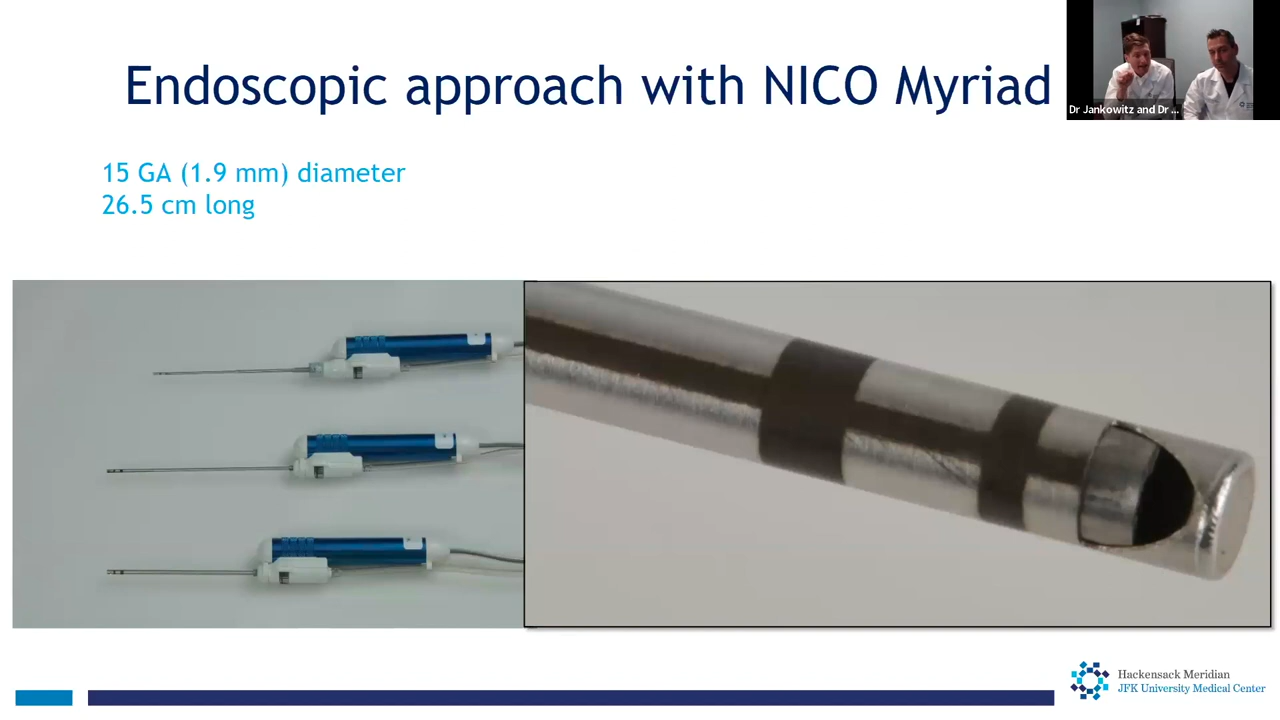 Endoscopic approach with NICO Myriad
Dr Jankowitz and Dr ...
15 GA (1.9 mm) diameter
26.5 cm long
Hackensack Meridian
JFK University Medical Center